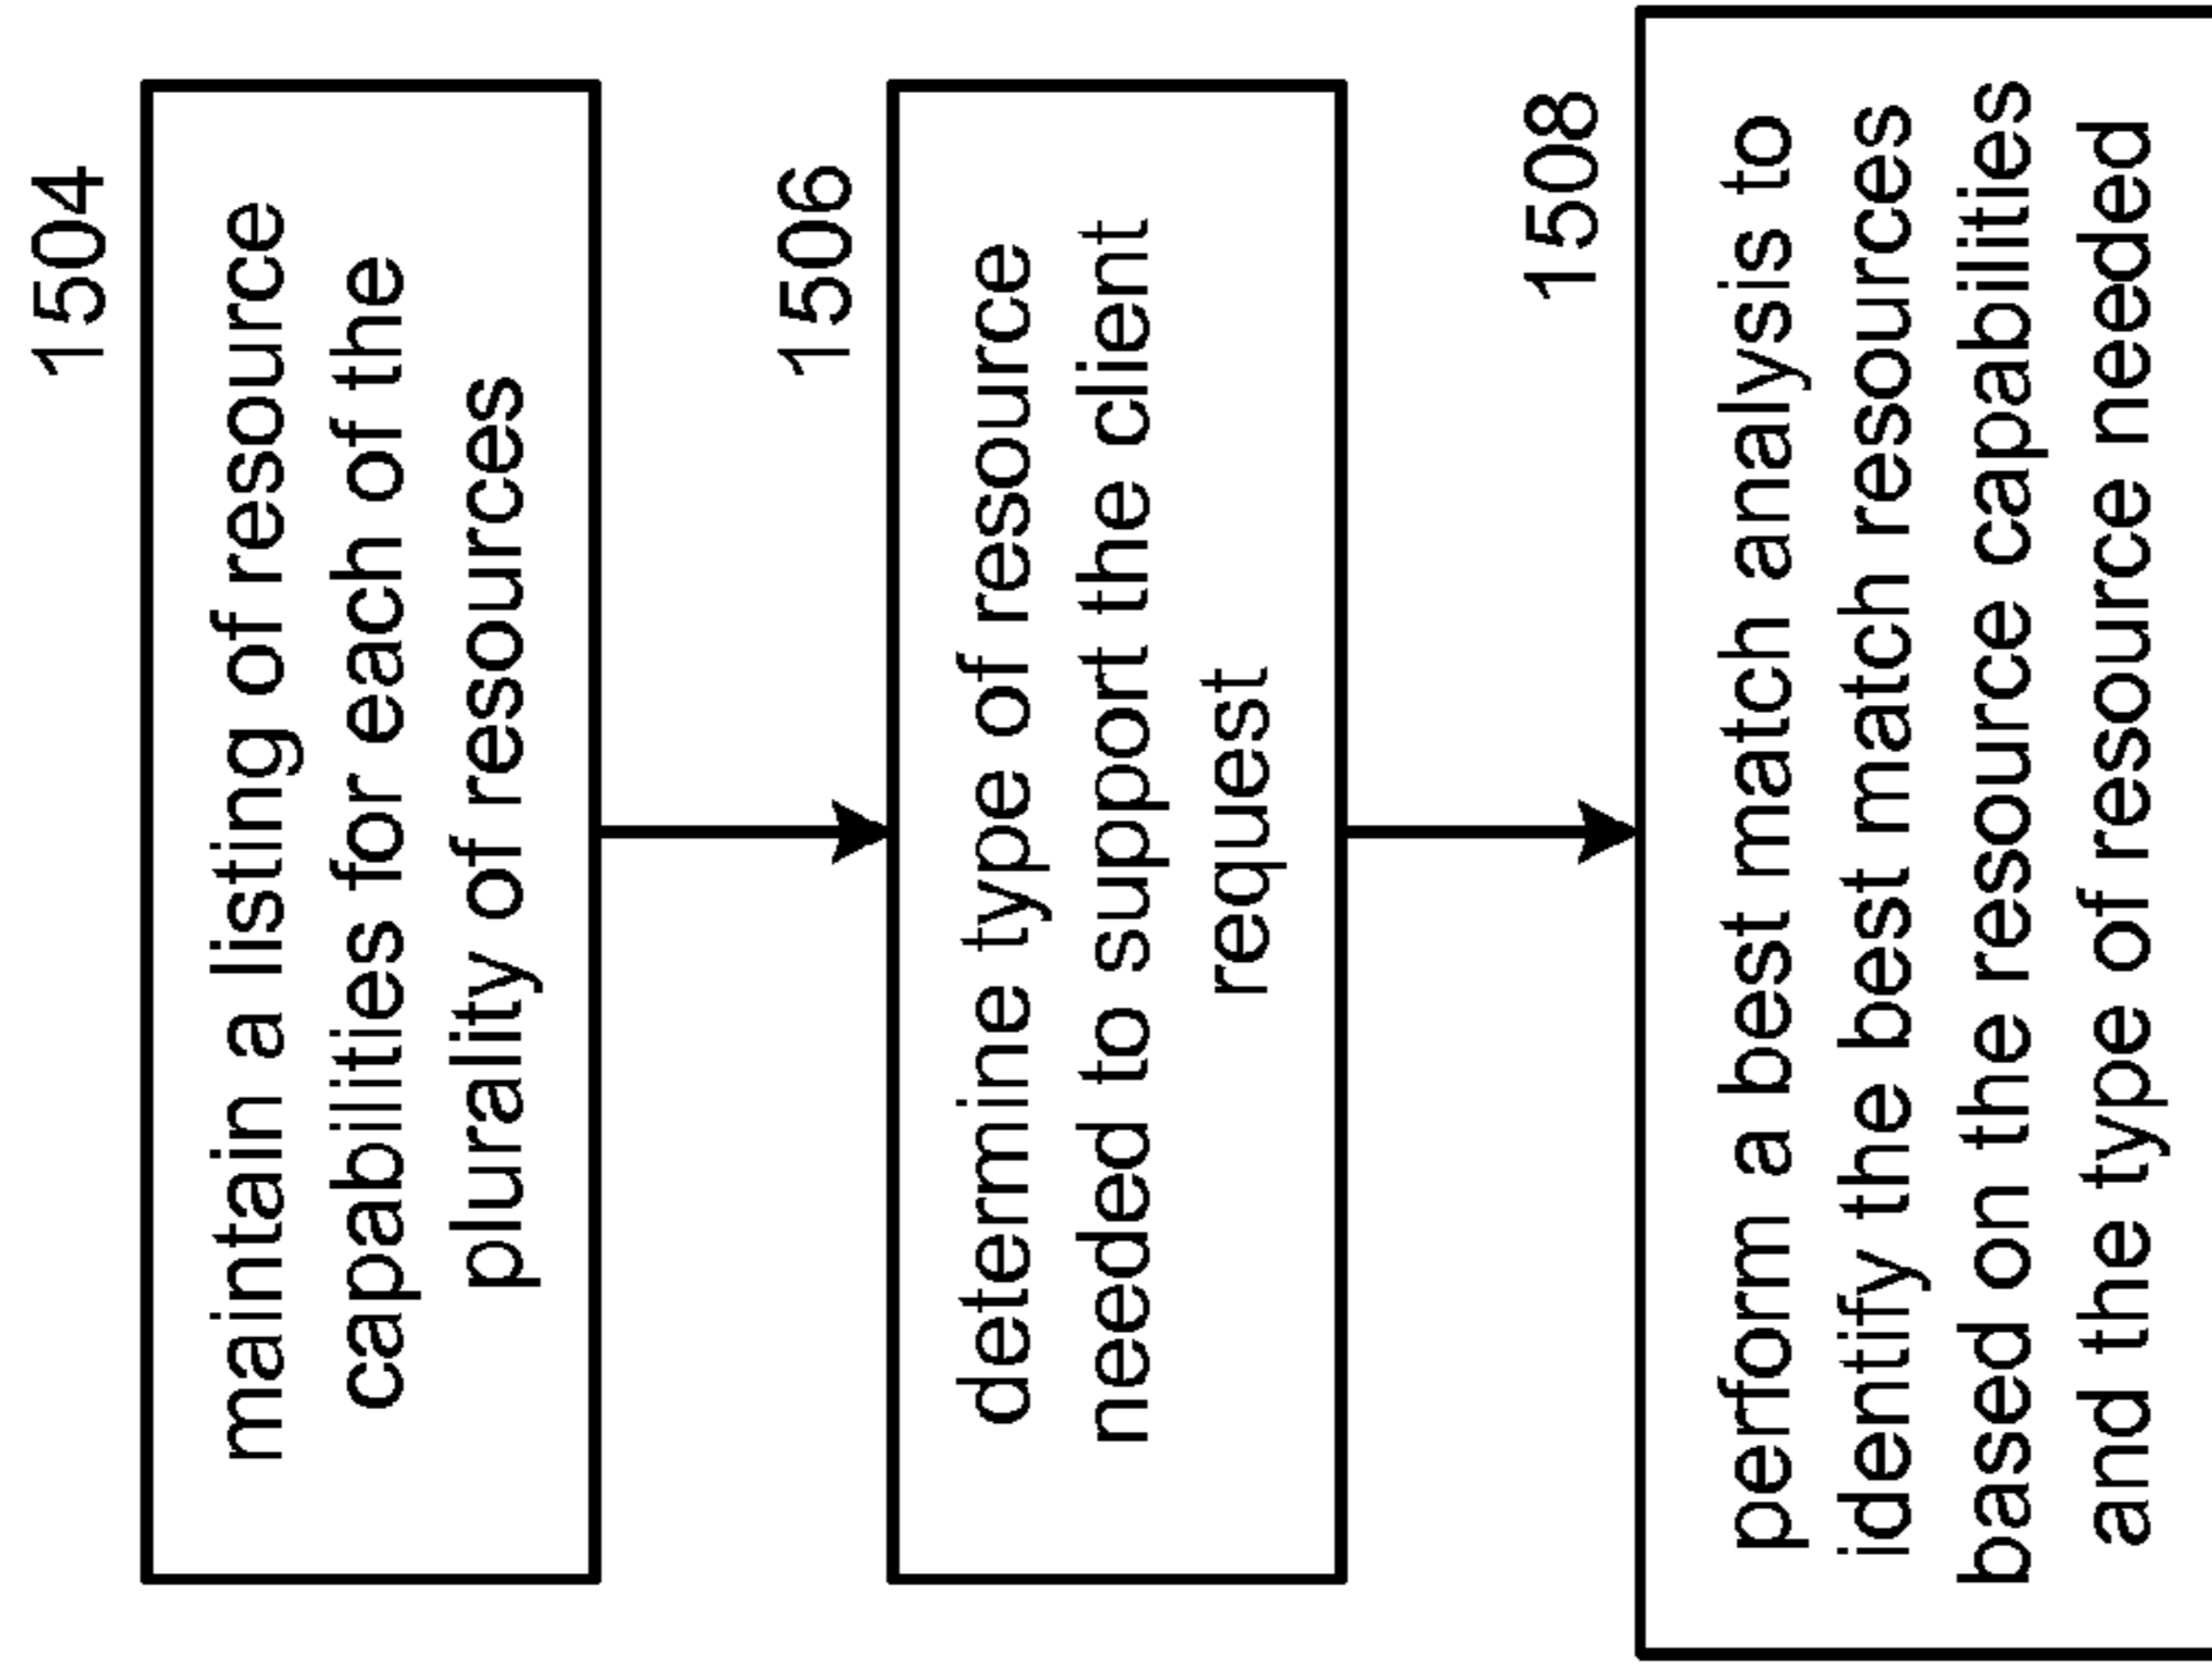 1504
maintain a listing of resource
capabilities for each of the
plurality of resources
1506
determine type of resource
needed to support the client
request
1508
perform a best match analysis to
identify the best match resources
based on the resource capabilities
and the type of resource needed